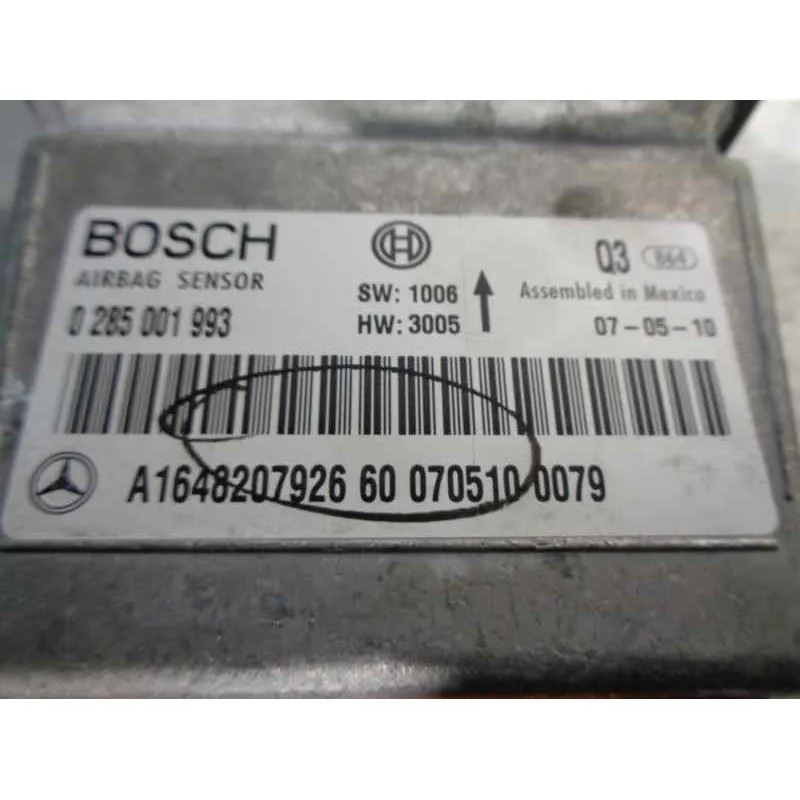 BOSCH
AIRBAG SENSOR
0 285 001 993
SW: 1006
HW: 3005
Q3 864
Assembled in Mexico
07-05-10
A1648207926 60 070510 0079